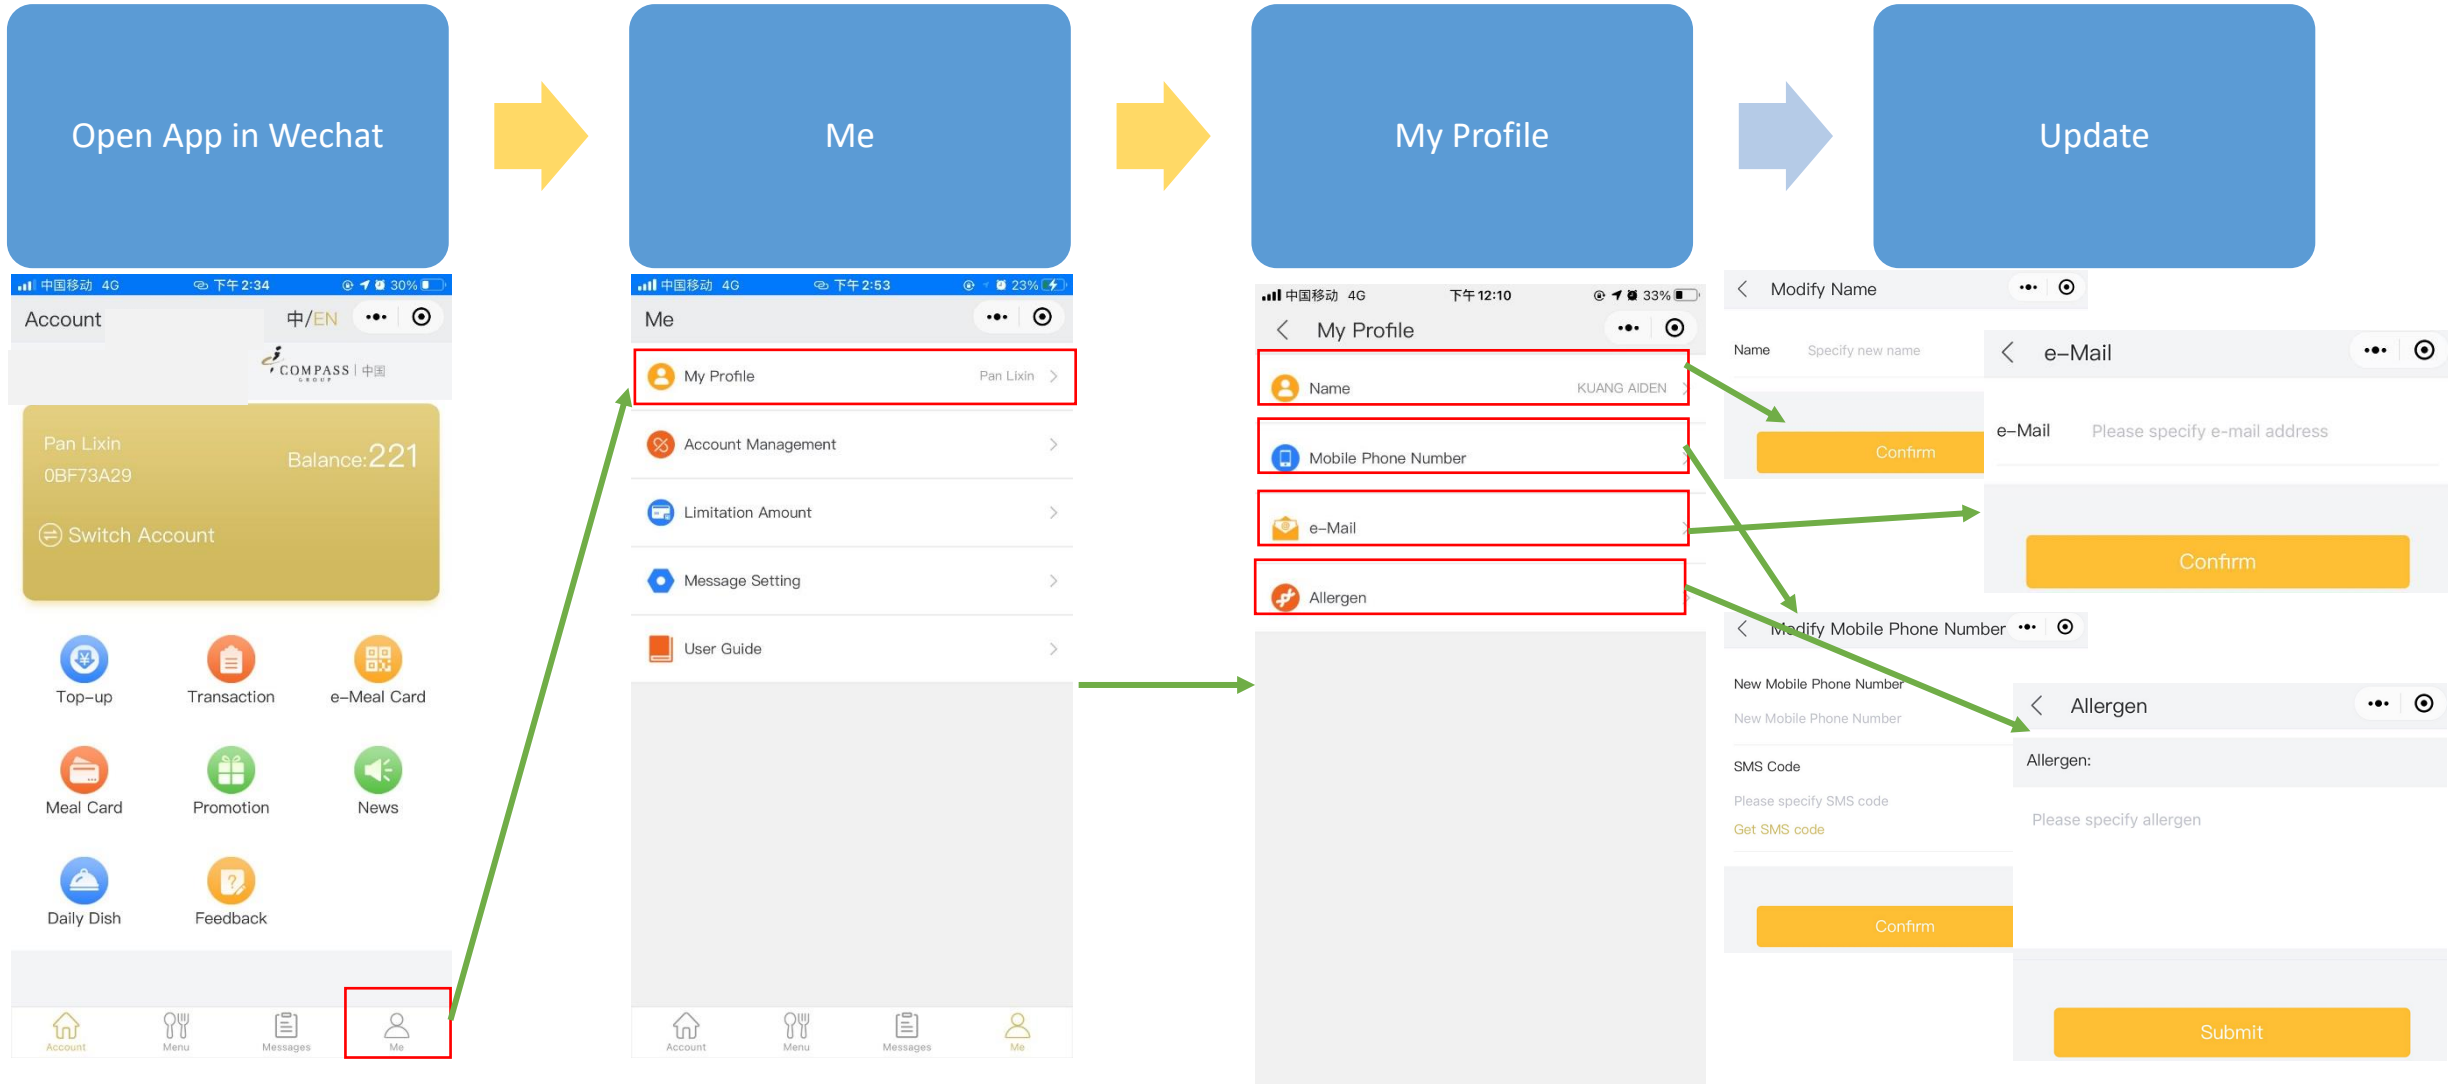 Open App in Wechat
Me
My Profile
Update
中国移动 4G 下午2:34 30%
Account 中/EN
COMPASS 中国
GROUP
Pan Lixin
0BF73A29
Balance:221
Switch Account
Top-up Transaction e-Meal Card
Meal Card Promotion News
Daily Dish Feedback
Account Menu Messages Me
中国移动 4G 下午2:53 23%
Me
My Profile Pan Lixin
Account Management
Limitation Amount
Message Setting
User Guide
Account Menu Messages Me
中国移动 4G 下午12:10 33%
My Profile
Name KUANG AIDEN
Mobile Phone Number
e-Mail
Allergen
Modify Name
Name Specify new name
Confirm
e-Mail
e-Mail Please specify e-mail address
Confirm
Modify Mobile Phone Number
New Mobile Phone Number
New Mobile Phone Number
SMS Code
Please specify SMS code
Get SMS code
Confirm
Allergen
Allergen:
Please specify allergen
Submit